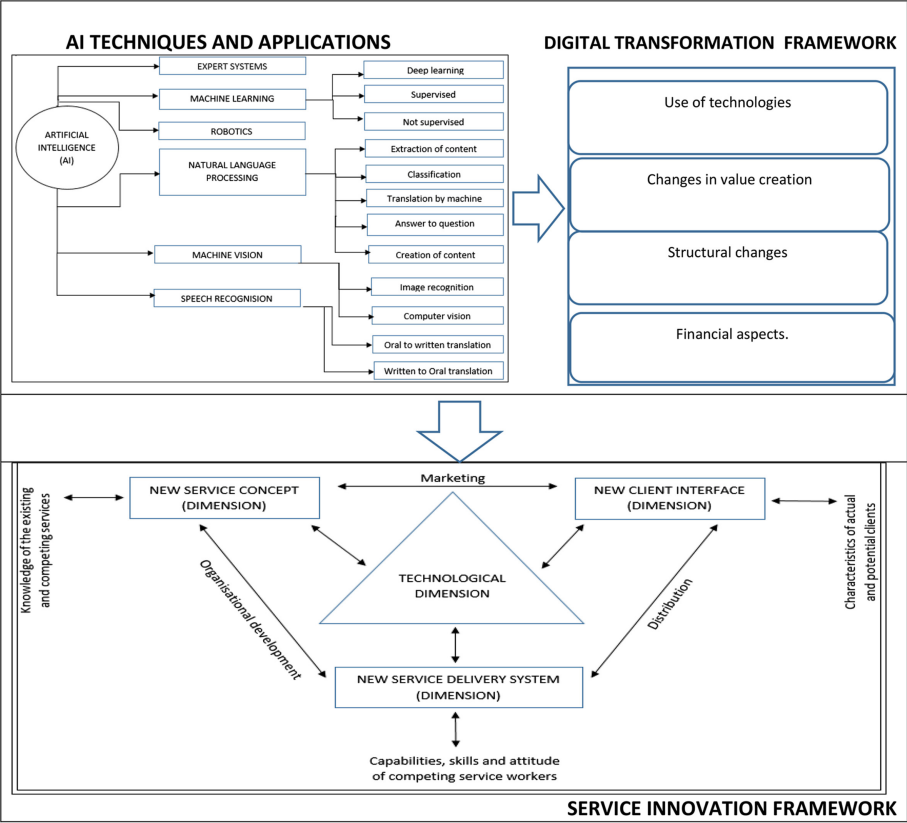 AI TECHNIQUES AND APPLICATIONS
ARTIFICIAL
INTELLIGENCE
(AI)
EXPERT SYSTEMS
MACHINE LEARNING
ROBOTICS
NATURAL LANGUAGE
PROCESSING
MACHINE VISION
SPEECH RECOGNISION
Deep learning
Supervised
Not supervised
Extraction of content
Classification
Translation by machine
Answer to question
Creation of content
Image recognition
Computer vision
Oral to written translation
Written to Oral translation
DIGITAL TRANSFORMATION FRAMEWORK
Use of technologies
Changes in value creation
Structural changes
Financial aspects.
Knowledge of the existing
and competing services
NEW SERVICE CONCEPT
(DIMENSION)
Marketing
NEW CLIENT INTERFACE
(DIMENSION)
Characteristics of actual
and potentialclients
TECHNOLOGICAL
DIMENSION
Organisational development
Distribution
NEW SERVICE DELIVERY SYSTEM
(DIMENSION)
Capabilities, skills and attitude
of competing service workers
SERVICE INNOVATION FRAMEWORK